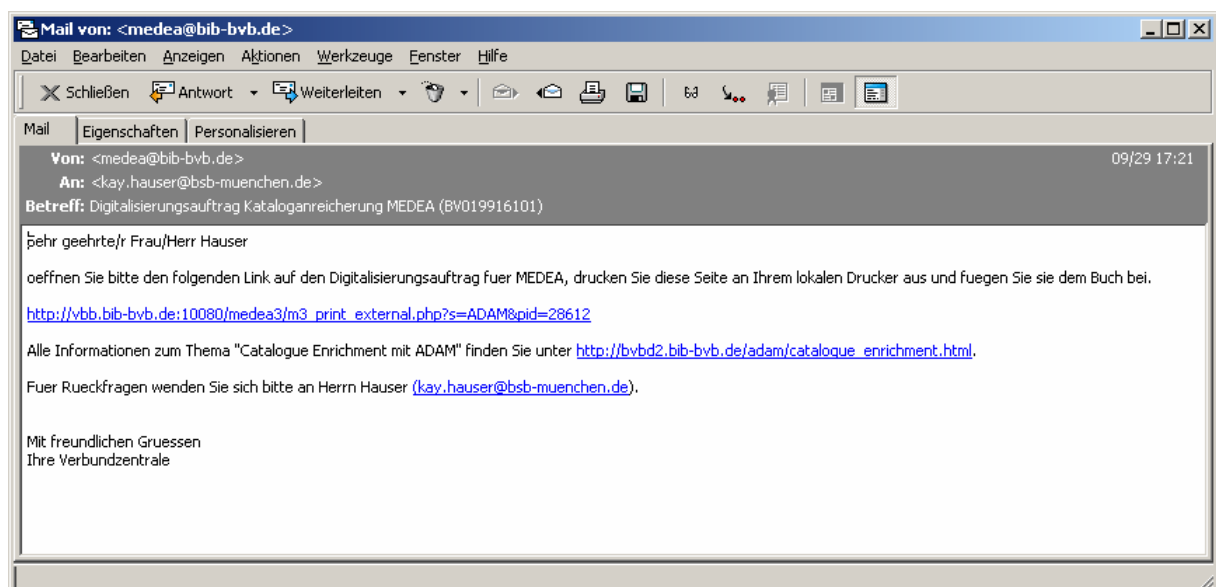 Mail von: <medea@bib-bvb.de>
Datei Bearbeiten Anzeigen Aktionen Werkzeuge Fenster Hilfe
Schließen Antwort Weiterleiten
Mail Eigenschaften Personalisieren
Von: <medea@bib-bvb.de> 09/29 17:21
An: <kay.hauser@bsb-muenchen.de>
Betreff: Digitalisierungsauftrag Kataloganreicherung MEDEA (BV019916101)
Sehr geehrte/r Frau/Herr Hauser
oeffnen Sie bitte den folgenden Link auf den Digitalisierungsauftrag fuer MEDEA, drucken Sie diese Seite an Ihrem lokalen Drucker aus und fuegen Sie sie dem Buch bei.
http://vbb.bib-bvb.de:10080/medea3/m3_print_external.php?s=ADAM&pid=28612
Alle Informationen zum Thema "Catalogue Enrichment mit ADAM" finden Sie unter http://bvbd2.bib-bvb.de/adam/catalogue_enrichment.html.
Fuer Rueckfragen wenden Sie sich bitte an Herrn Hauser (kay.hauser@bsb-muenchen.de).
Mit freundlichen Gruessen
Ihre Verbundzentrale